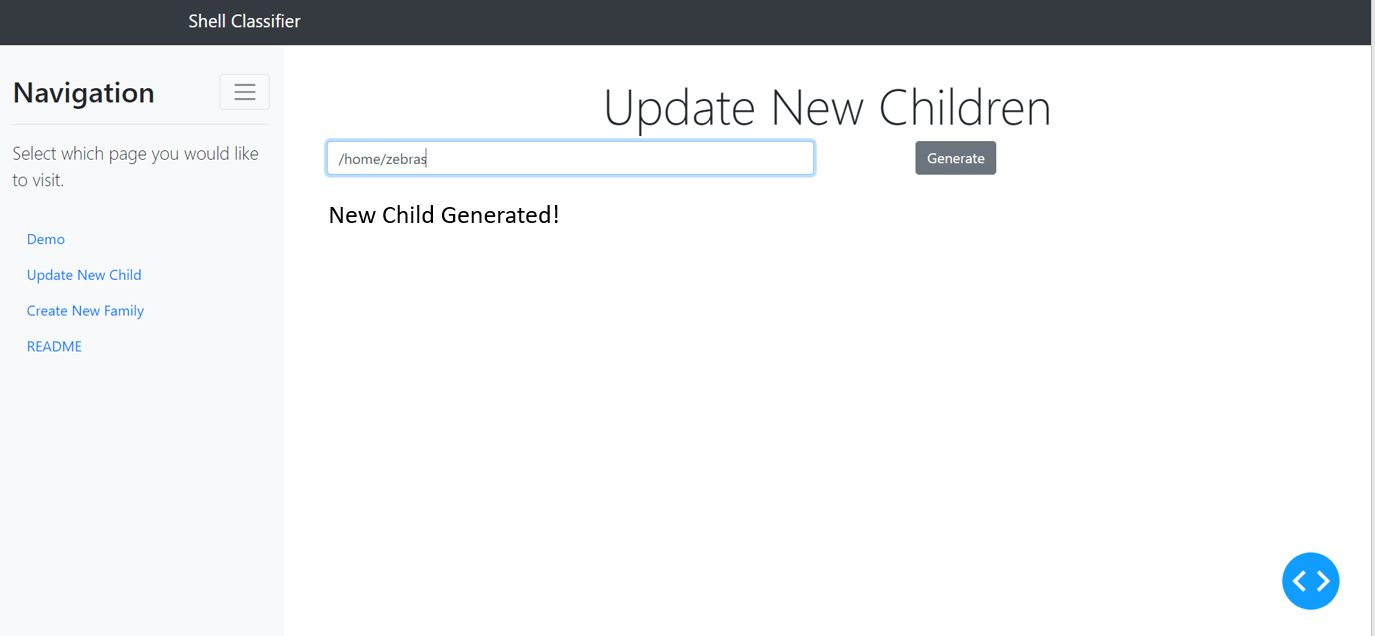 Shell Classifier
Navigation
Select which page you would like
to visit.
Demo
Update New Child
Create New Family
README
Update New Children
/home/zebras
Generate
New Child Generated!